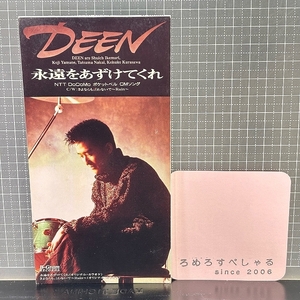 DEEN
DEEN are Shuichi Ikemori,
Koji Yamane, Yutsuma Nakai, Kouuki Kurosawa
永遠をあずけてくれ
NTT DoCoMo ポケットベル CMソング
ろめろすぺしゃる
since 2006